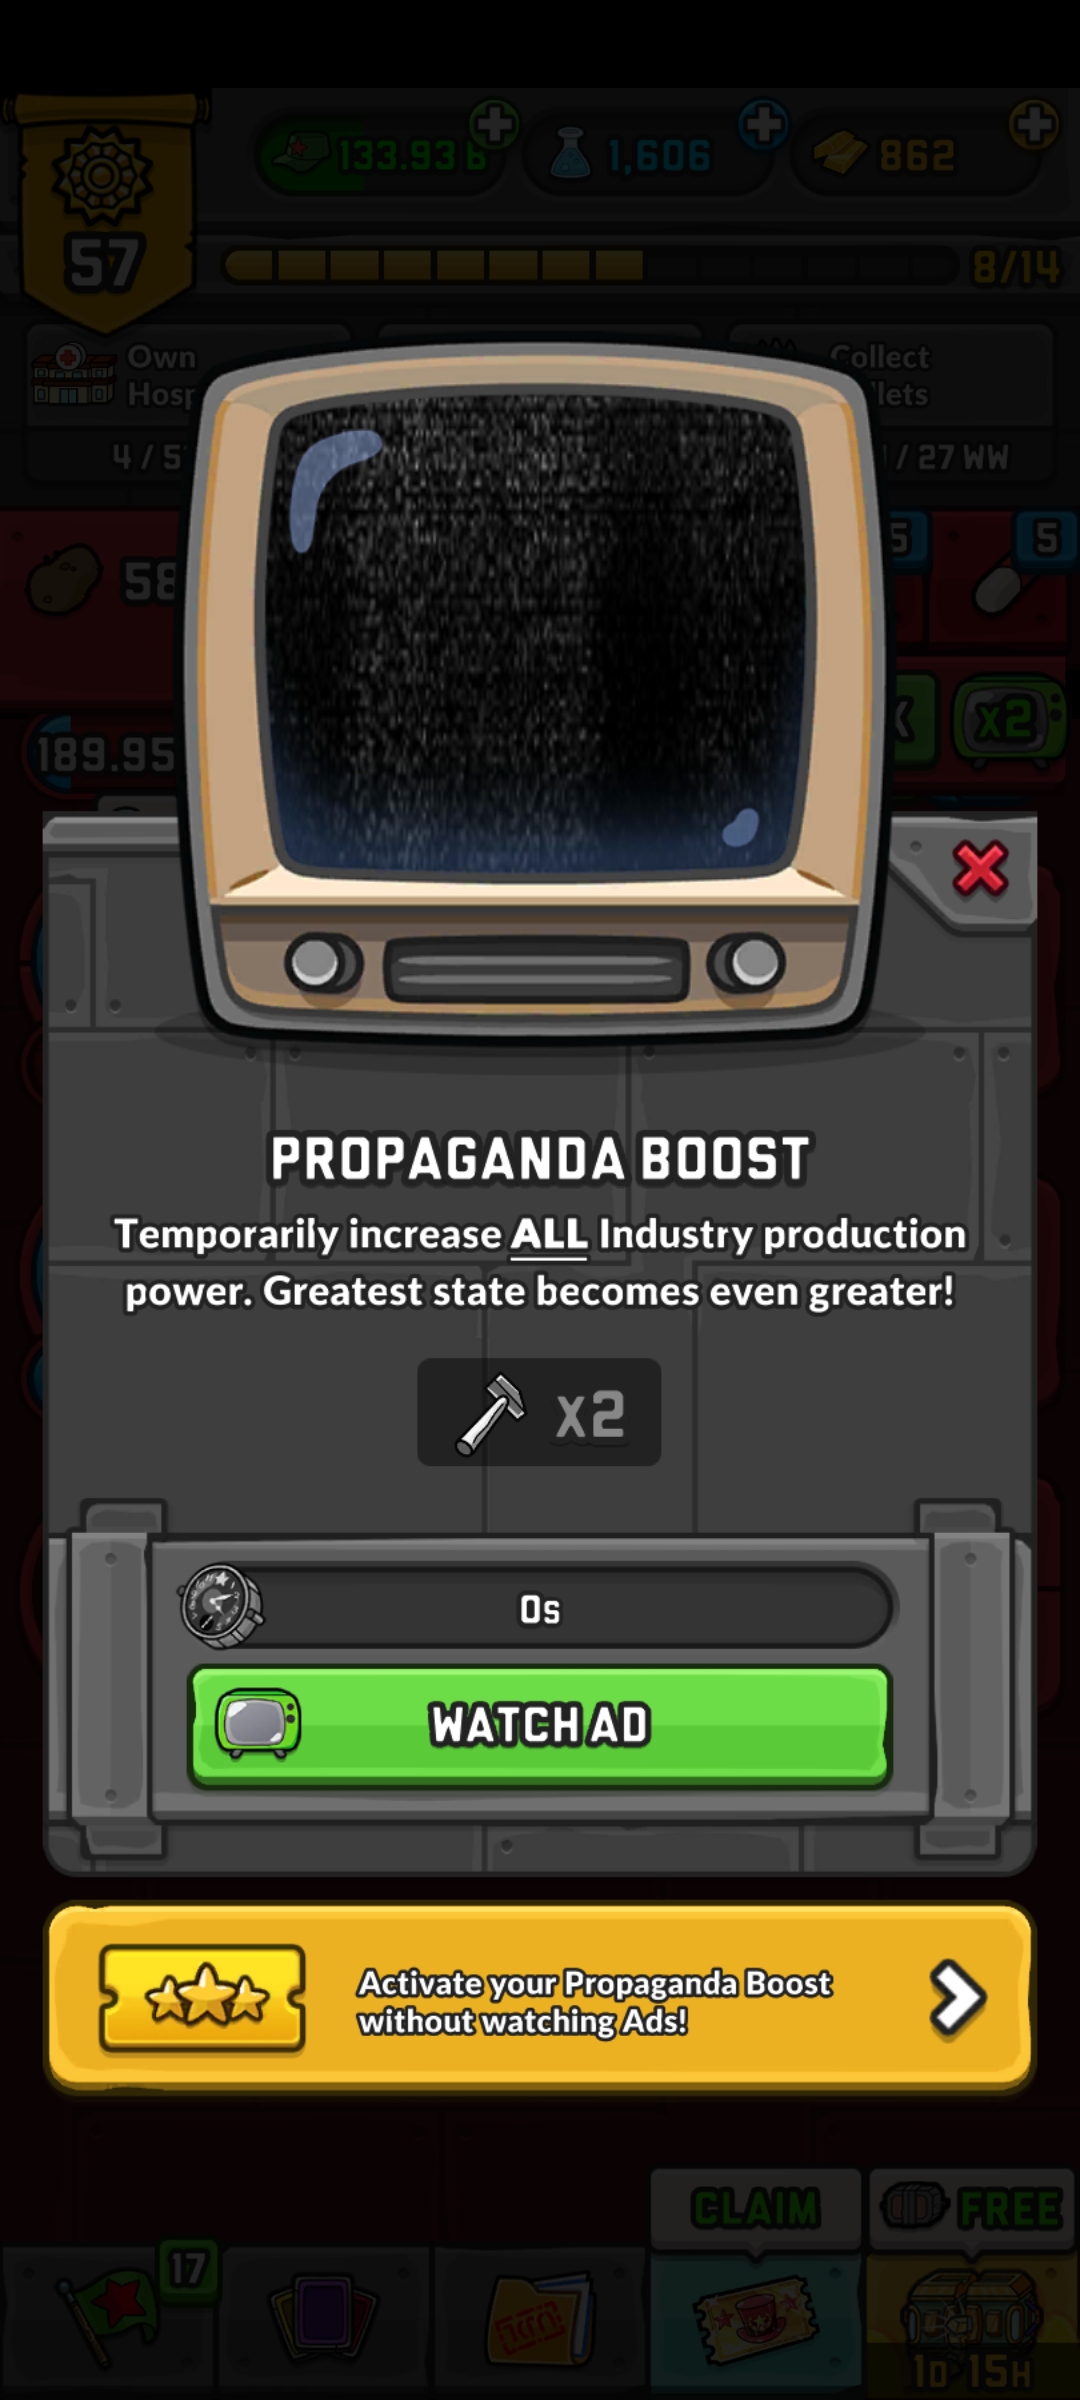 133.93 B
1,606
862
57
8/14
Own
Hosp
4 / 5
Collect
lets
/ 27 WW
58
5
5
189.95
x2
PROPAGANDA BOOST
Temporarily increase ALL Industry production
power. Greatest state becomes even greater!
x2
0s
WATCH AD
Activate your Propaganda Boost
without watching Ads!
CLAIM
FREE
17
1D 15H